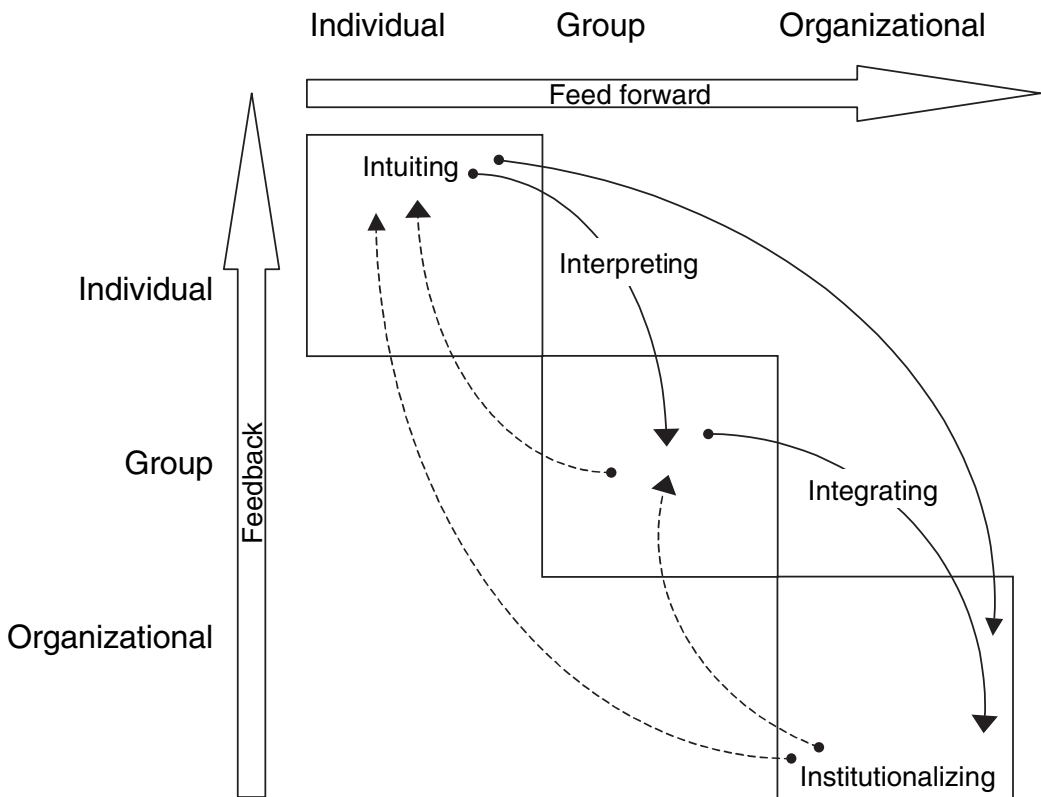 Individual Group Organizational
Feed forward
Intuiting
Interpreting
Individual
Group
Feedback
Integrating
Organizational
Institutionalizing